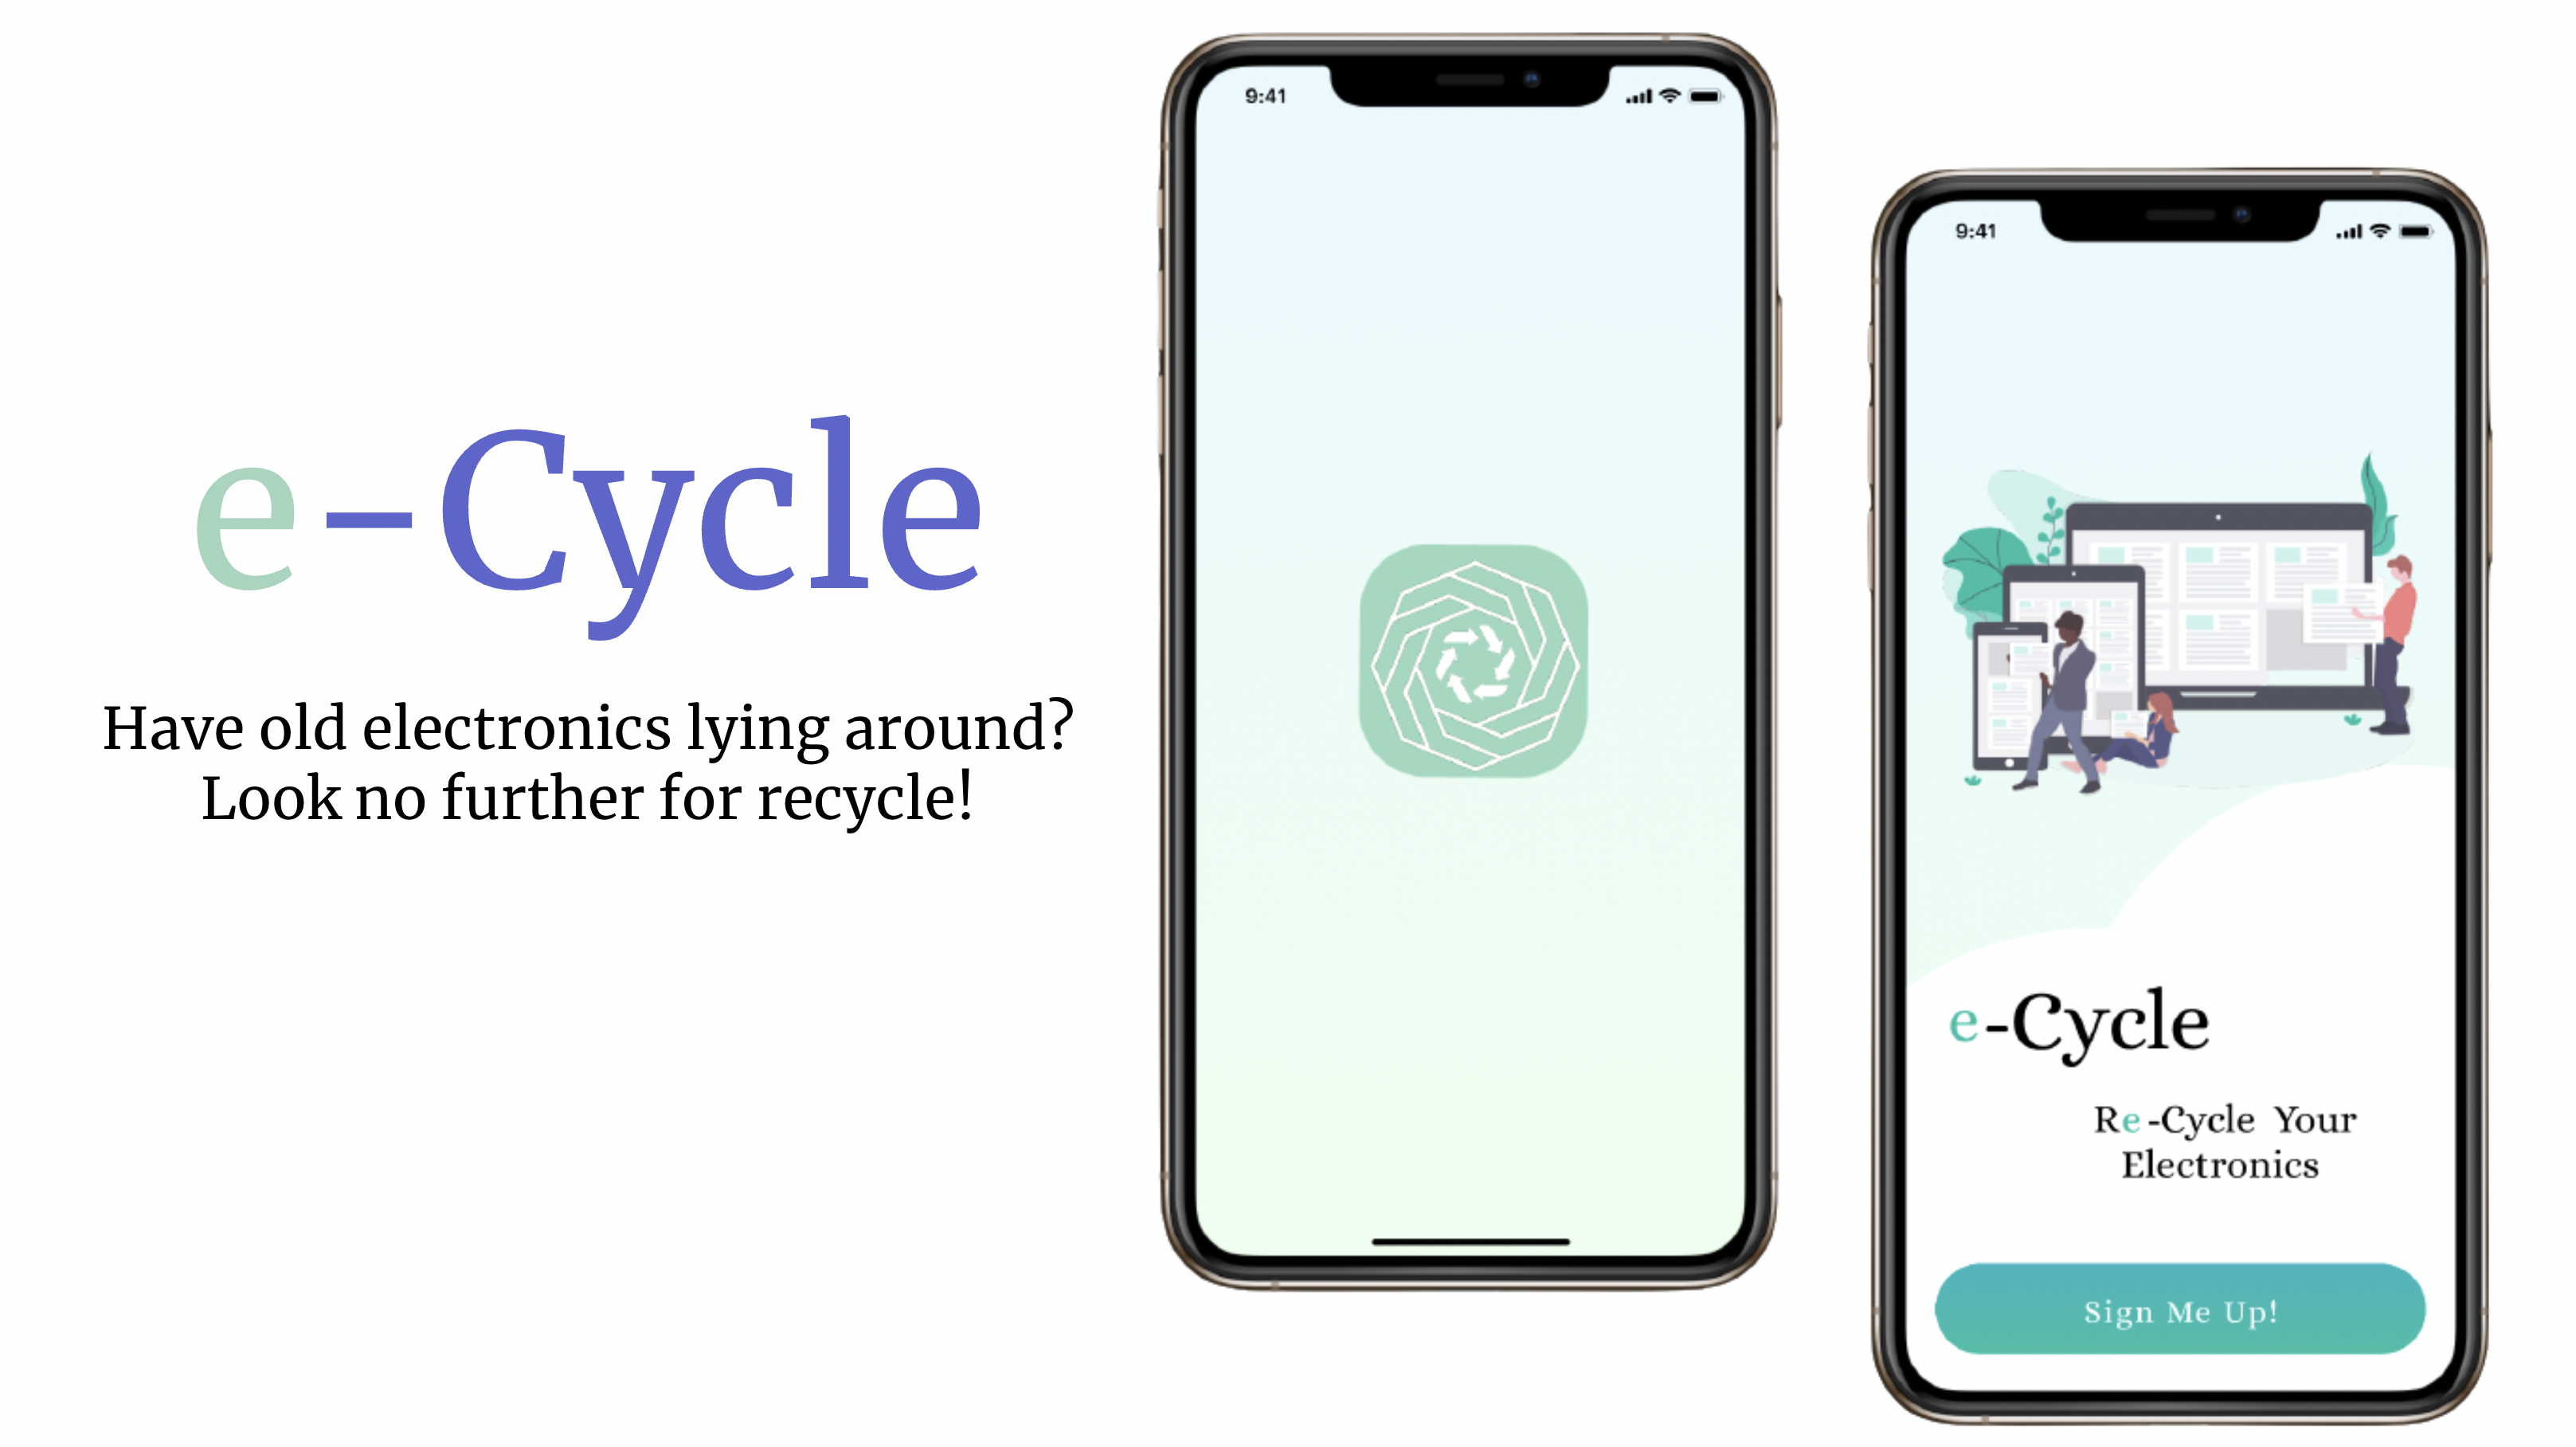 e-Cycle
Have old electronics lying around?
Look no further for recycle!
9:41
9:41
e-Cycle
Re-Cycle Your
Electronics
Sign Me Up!